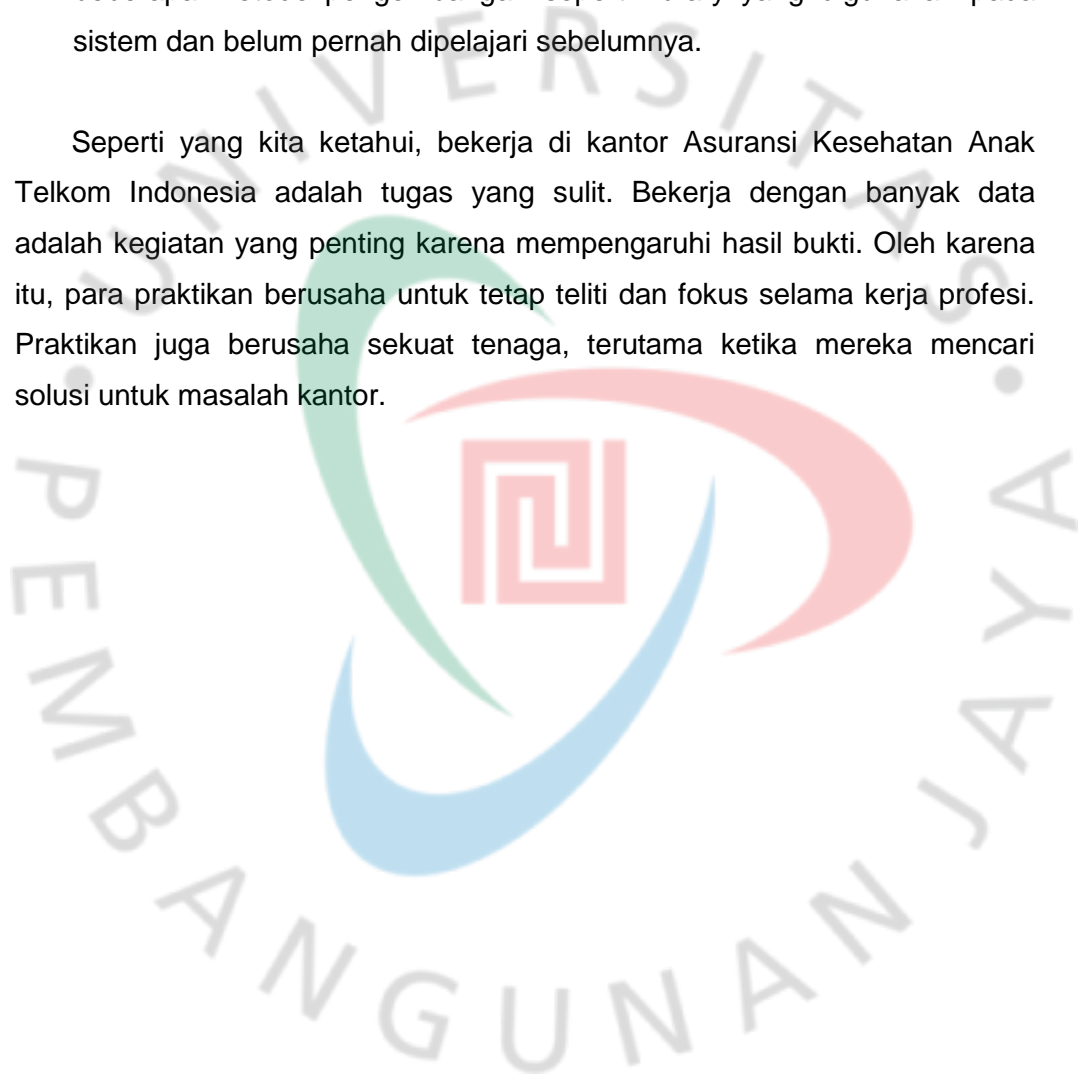 sistem dan belum pernah dipelajari sebelumnya.
Seperti yang kita ketahui, bekerja di kantor Asuransi Kesehatan Anak
Telkom Indonesia adalah tugas yang sulit. Bekerja dengan banyak data
adalah kegiatan yang penting karena mempengaruhi hasil bukti. Oleh karena
itu, para praktikan berusaha untuk tetap teliti dan fokus selama kerja profesi.
Praktikan juga berusaha sekuat tenaga, terutama ketika mereka mencari
solusi untuk masalah kantor.
UNIVERSITAS
PEMBANGUNAN JAYA